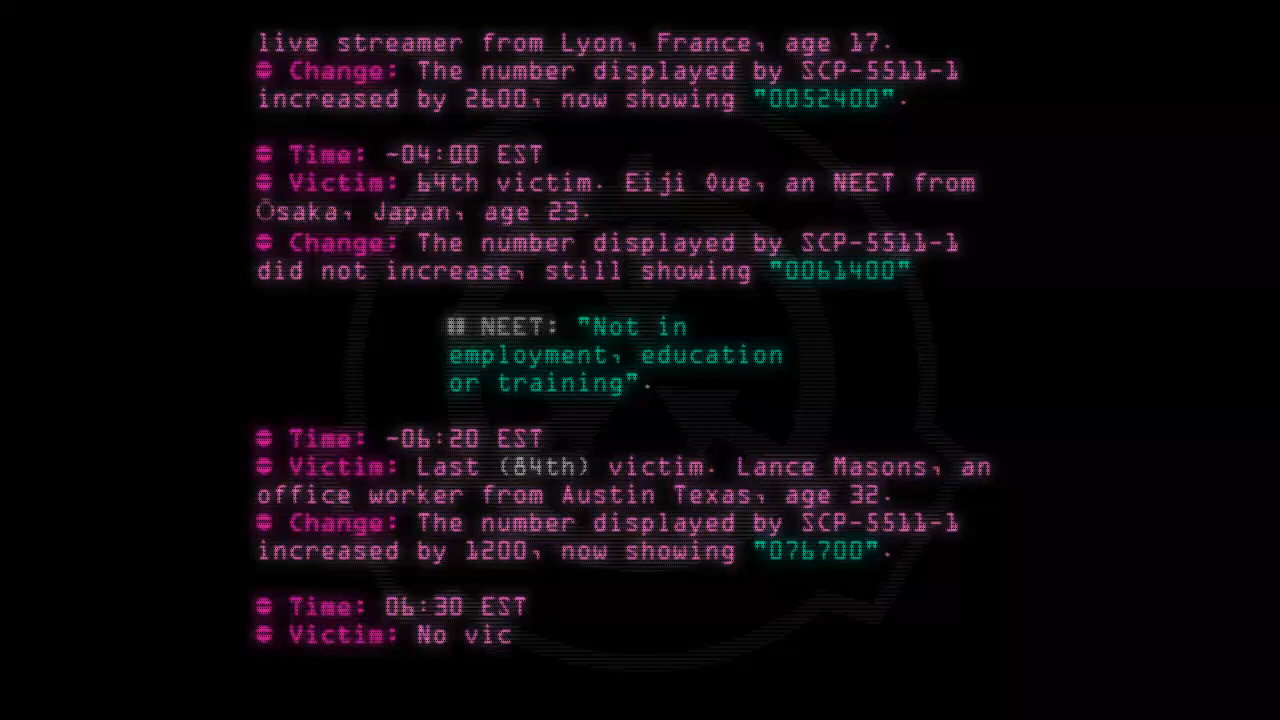 live streamer from Lyon, France, age 17.
Change: The number displayed by SCP-5511-1
increased by 2600, now showing "0052400".
Time: ~04:00 EST
Victim: 64th victim. Eiji Oue, an NEET from
Ōsaka, Japan, age 23.
Change: The number displayed by SCP-5511-1
did not increase, still showing "0061400"
NEET: "Not in
employment, education
or training".
Time: ~06:20 EST
Victim: Last (84th) victim. Lance Masons, an
office worker from Austin Texas, age 32.
Change: The number displayed by SCP-5511-1
increased by 1200, now showing "076700".
Time: 06:30 EST
Victim: No vic